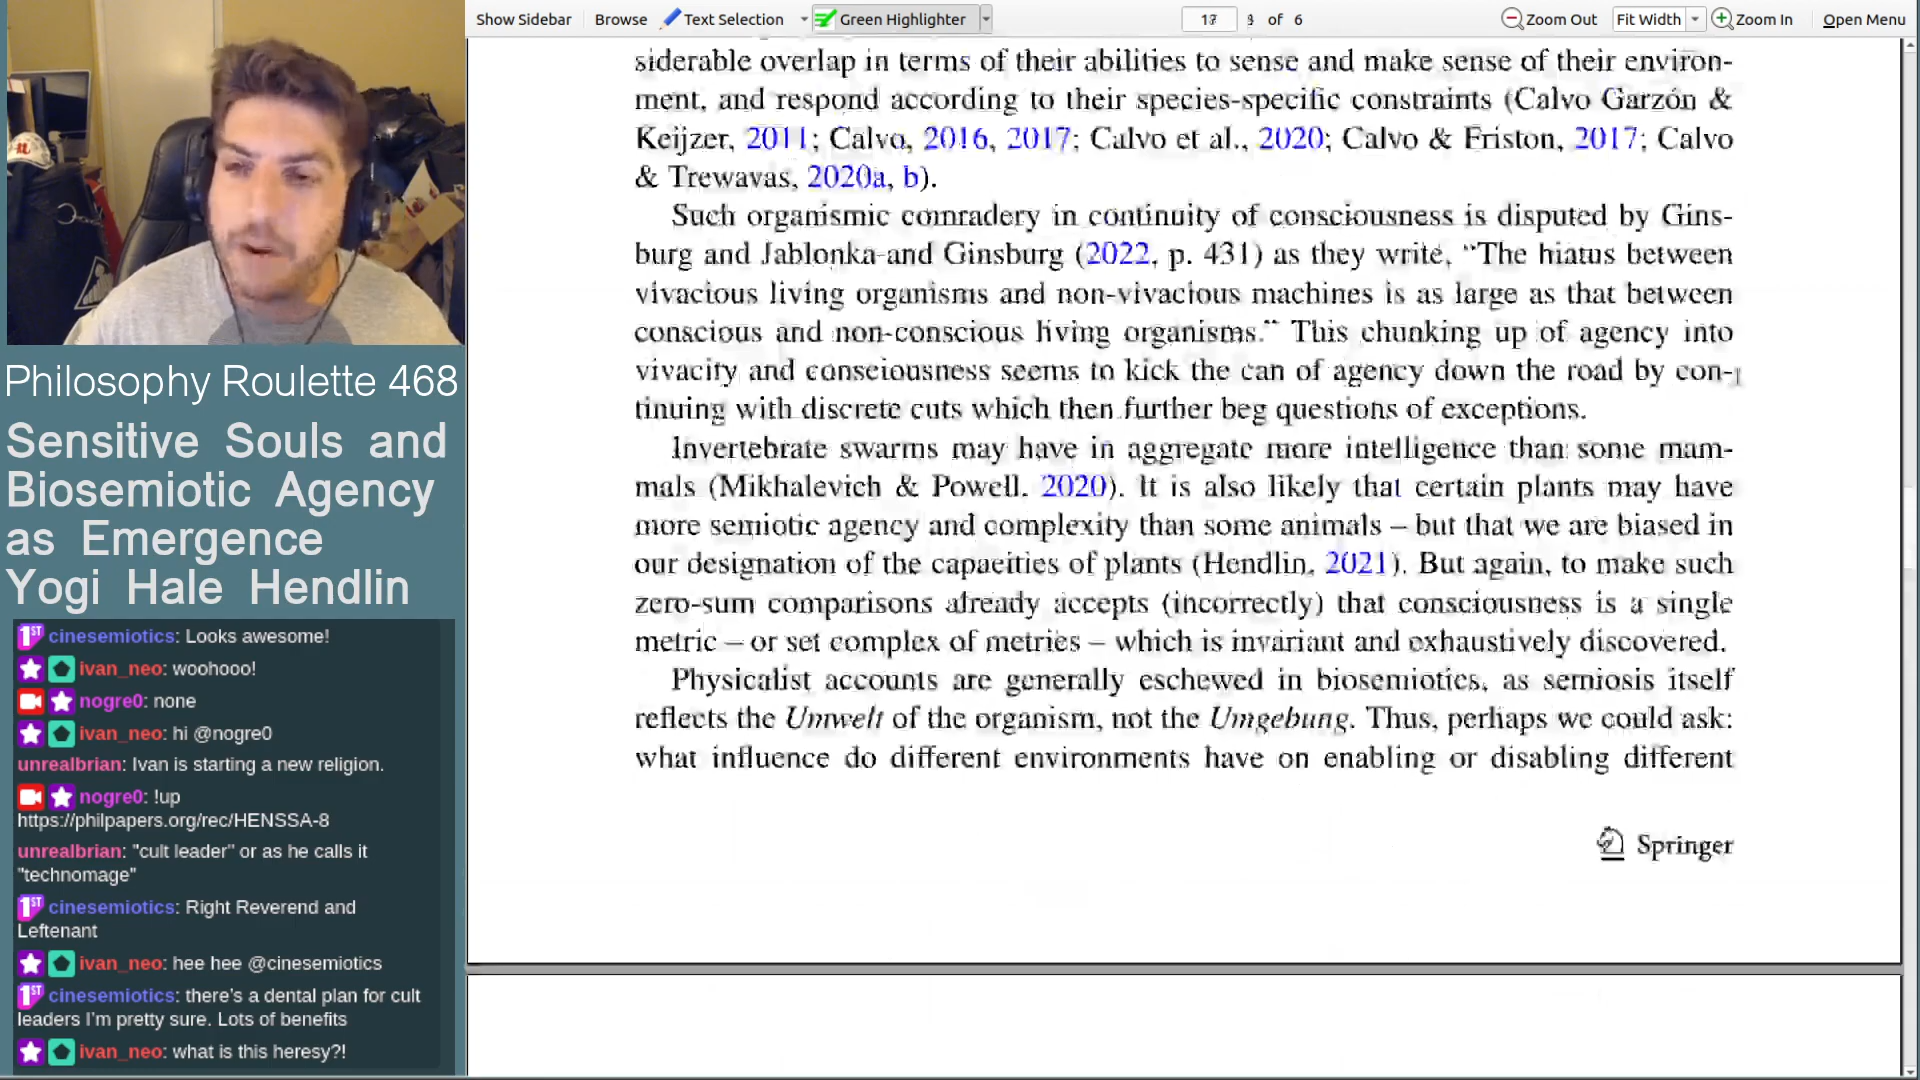 Show Sidebar Browse Text Selection Green Highlighter of 6 Zoom Out Fit Width Zoom In Open Menu
siderable overlap in terms of their abilities to sense and make sense of their environ-
ment, and respond according to their species-specific constraints (Calvo Garzón &
Keijzer, 2011; Calvo, 2016, 2017; Calvo et al., 2020; Calvo & Friston, 2017; Calvo
& Trewavas, 2020a, b).
Such organismic comradery in continuity of consciousness is disputed by Gins-
burg and Jablonka and Ginsburg (2022, p. 431) as they write, “The hiatus between
vivacious living organisms and non-vivacious machines is as large as that between
conscious and non-conscious living organisms.” This chunking up of agency into
vivacity and consciousness seems to kick the can of agency down the road by con-
tinuing with discrete cuts which then further beg questions of exceptions.
Invertebrate swarms may have in aggregate more intelligence than some mam-
mals (Mikhalevich & Powell, 2020). It is also likely that certain plants may have
more semiotic agency and complexity than some animals – but that we are biased in
our designation of the capacities of plants (Hendlin, 2021). But again, to make such
zero-sum comparisons already accepts (incorrectly) that consciousness is a single
metric – or set complex of metries – which is invariant and exhaustively discovered.
Physicalist accounts are generally eschewed in biosemiotics, as semiosis itself
reflects the Umwelt of the organism, not the Umgebung. Thus, perhaps we could ask:
what influence do different environments have on enabling or disabling different
Springer
Philosophy Roulette 468
Sensitive Souls and
Biosemiotic Agency
as Emergence
Yogi Hale Hendlin
1ST cinesemiotics: Looks awesome!
ivan_neo: woohooo!
nogre0: none
ivan_neo: hi @nogre0
unrealbrian: Ivan is starting a new religion.
nogre0: !up
https://philpapers.org/rec/HENSSA-8
unrealbrian: "cult leader" or as he calls it
"technomage"
1ST cinesemiotics: Right Reverend and
Leftenant
ivan_neo: hee hee @cinesemiotics
1ST cinesemiotics: there's a dental plan for cult
leaders I'm pretty sure. Lots of benefits
ivan_neo: what is this heresy?!